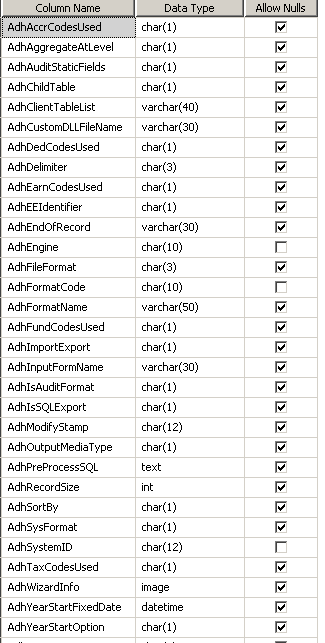 Column Name Data Type Allow Nulls
AdhAccrCodesUsed char(1)
AdhAggregateAtLevel char(1)
AdhAuditStaticFields char(1)
AdhChildTable char(1)
AdhClientTableList varchar(40)
AdhCustomDLLFileName varchar(30)
AdhDedCodesUsed char(1)
AdhDelimiter char(3)
AdhEarnCodesUsed char(1)
AdhEEIdentifier char(1)
AdhEndOfRecord varchar(30)
AdhEngine char(10)
AdhFileFormat char(3)
AdhFormatCode char(10)
AdhFormatName varchar(50)
AdhFundCodesUsed char(1)
AdhImportExport char(1)
AdhInputFormName varchar(30)
AdhIsAuditFormat char(1)
AdhIsSQLExport char(1)
AdhModifyStamp char(12)
AdhOutputMediaType char(1)
AdhPreProcessSQL text
AdhRecordSize int
AdhSortBy char(1)
AdhSysFormat char(1)
AdhSystemID char(12)
AdhTaxCodesUsed char(1)
AdhWizardInfo image
AdhYearStartFixedDate datetime
AdhYearStartOption char(1)